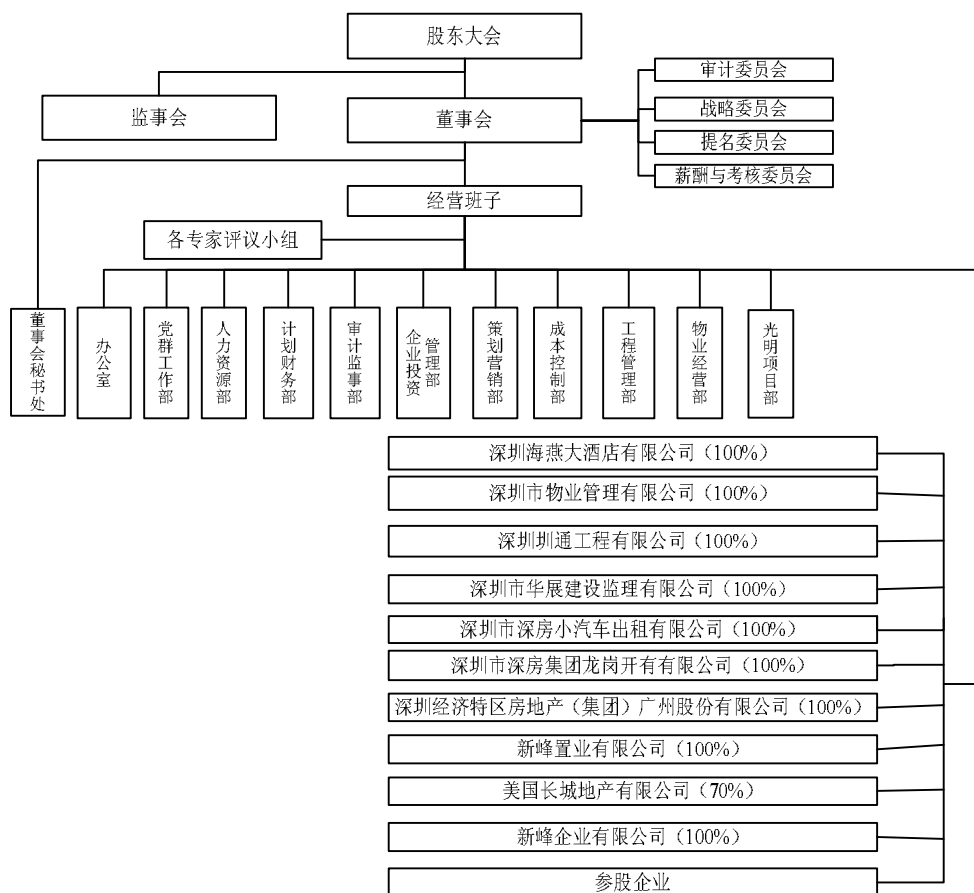 股东大会
审计委员会
监事会
董事会
战略委员会
提名委员会
薪酬与考核委员会
经营班子
各专家评议小组
董事会秘书处
办公室
党群工作部
人力资源部
计划财务部
审计监事部
企业投资
管理部
策划营销部
成本控制部
工程管理部
物业经营部
光明项目部
深圳海燕大酒店有限公司（100%）
深圳市物业管理有限公司（100%）
深圳圳通工程有限公司（100%）
深圳市华展建设监理有限公司（100%）
深圳市深房小汽车出租有限公司（100%）
深圳市深房集团龙岗开有有限公司（100%）
深圳经济特区房地产（集团）广州股份有限公司（100%）
新峰置业有限公司（100%）
美国长城地产有限公司（70%）
新峰企业有限公司（100%）
参股企业